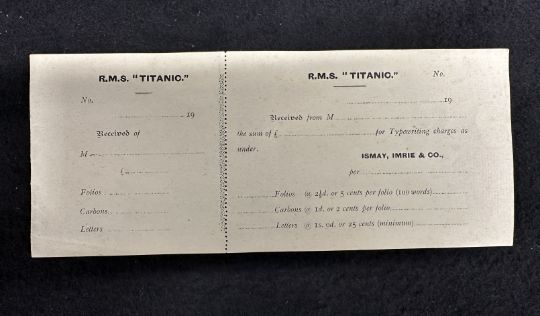 R.M.S. "TITANIC."
No.
19
Received of
M
£
Folios
Carbons
Letters
R.M.S. "TITANIC." No.
19
Received from M
the sum of £ for Typewriting charges as
under.
ISMAY, IMRIE & CO.,
per
Folios @ 2½d. or 5 cents per folio (100 words)
Carbons @ 1d. or 2 cents per folio
Letters @ 1s. 0d. or 25 cents (minimum)